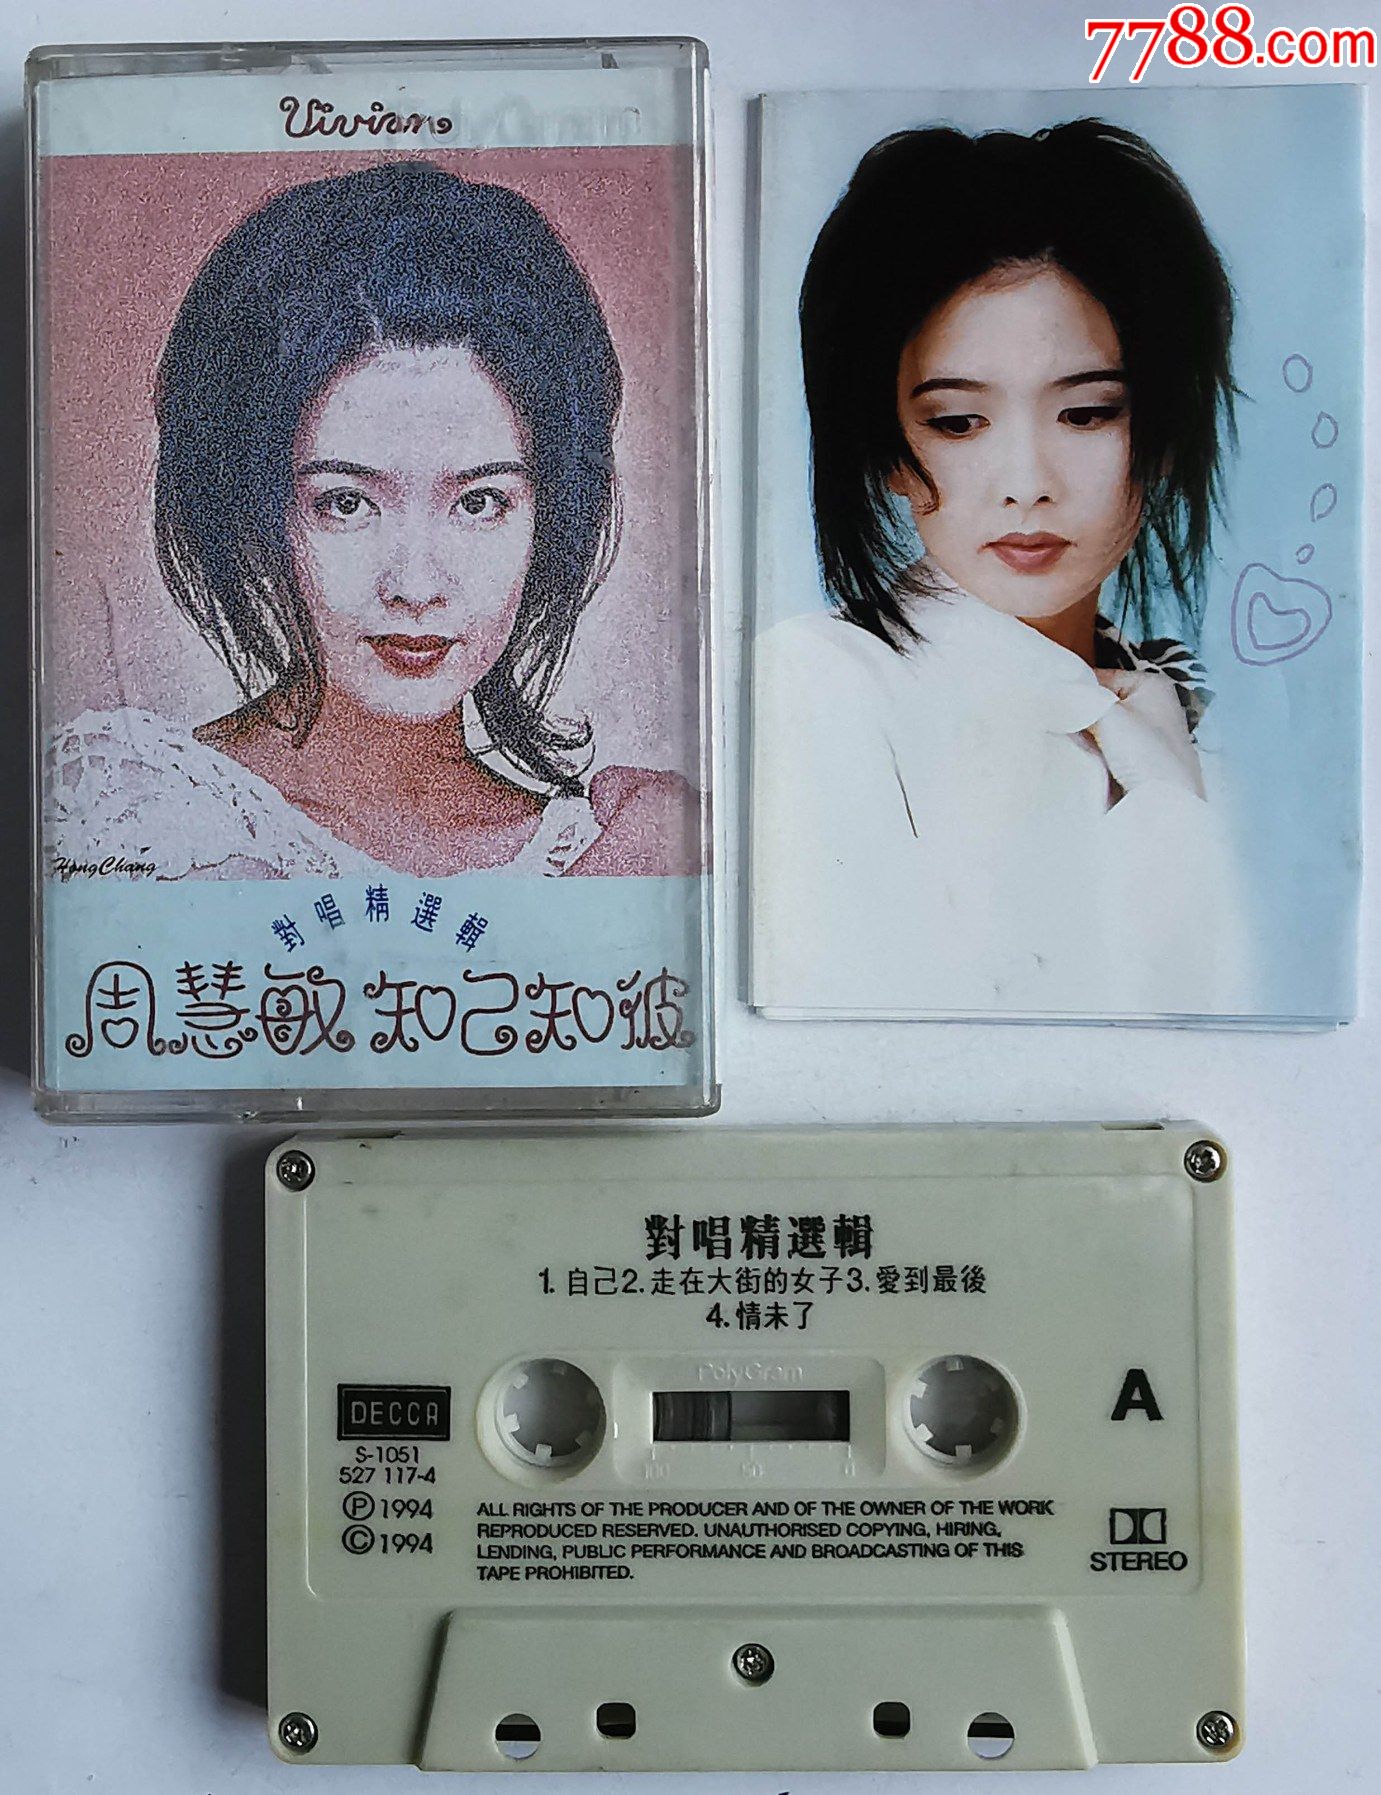 7788.com
Vivian
HongChang
對唱精選輯
周慧敏 知己知彼
對唱精選輯
1. 自己2. 走在大街的女子3. 愛到最後
4. 情未了
PolyGram
A
DECCA
100 50 0
S-1051
527 117-4
Ⓟ 1994
© 1994
ALL RIGHTS OF THE PRODUCER AND OF THE OWNER OF THE WORK
REPRODUCED RESERVED. UNAUTHORISED COPYING, HIRING,
LENDING, PUBLIC PERFORMANCE AND BROADCASTING OF THIS
TAPE PROHIBITED.
STEREO